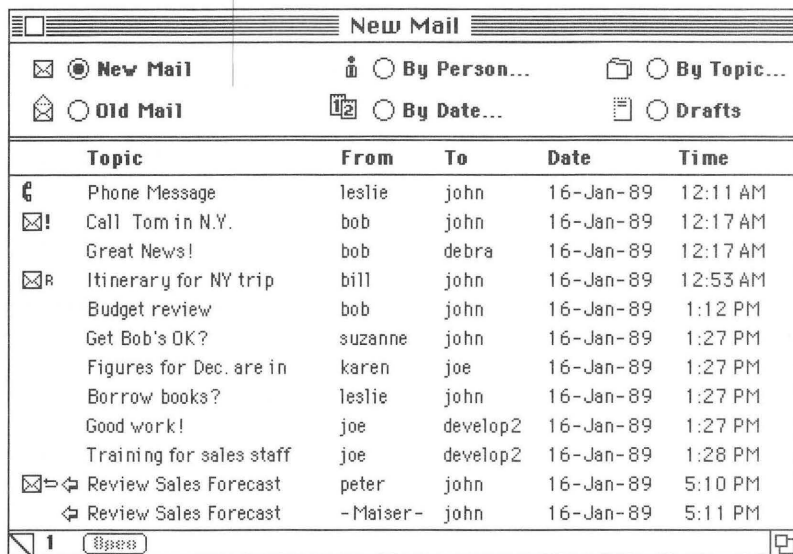 New Mail
New Mail By Person... By Topic...
Old Mail 12 By Date... Drafts
Topic From To Date Time
Phone Message leslie john 16-Jan-89 12:11 AM
! Call Tom in N.Y. bob john 16-Jan-89 12:17 AM
Great News! bob debra 16-Jan-89 12:17 AM
R Itinerary for NY trip bill john 16-Jan-89 12:53 AM
Budget review bob john 16-Jan-89 1:12 PM
Get Bob's OK? suzanne john 16-Jan-89 1:27 PM
Figures for Dec. are in karen joe 16-Jan-89 1:27 PM
Borrow books? leslie john 16-Jan-89 1:27 PM
Good work! joe develop2 16-Jan-89 1:27 PM
Training for sales staff joe develop2 16-Jan-89 1:28 PM
Review Sales Forecast peter john 16-Jan-89 5:10 PM
Review Sales Forecast -Maiser- john 16-Jan-89 5:11 PM
1 Open